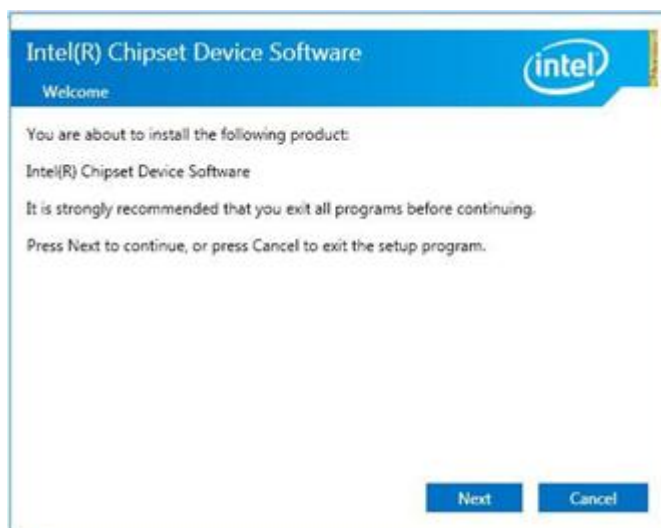 Intel(R) Chipset Device Software
intel
Welcome
You are about to install the following product:
Intel(R) Chipset Device Software
It is strongly recommended that you exit all programs before continuing.
Press Next to continue, or press Cancel to exit the setup program.
Next
Cancel